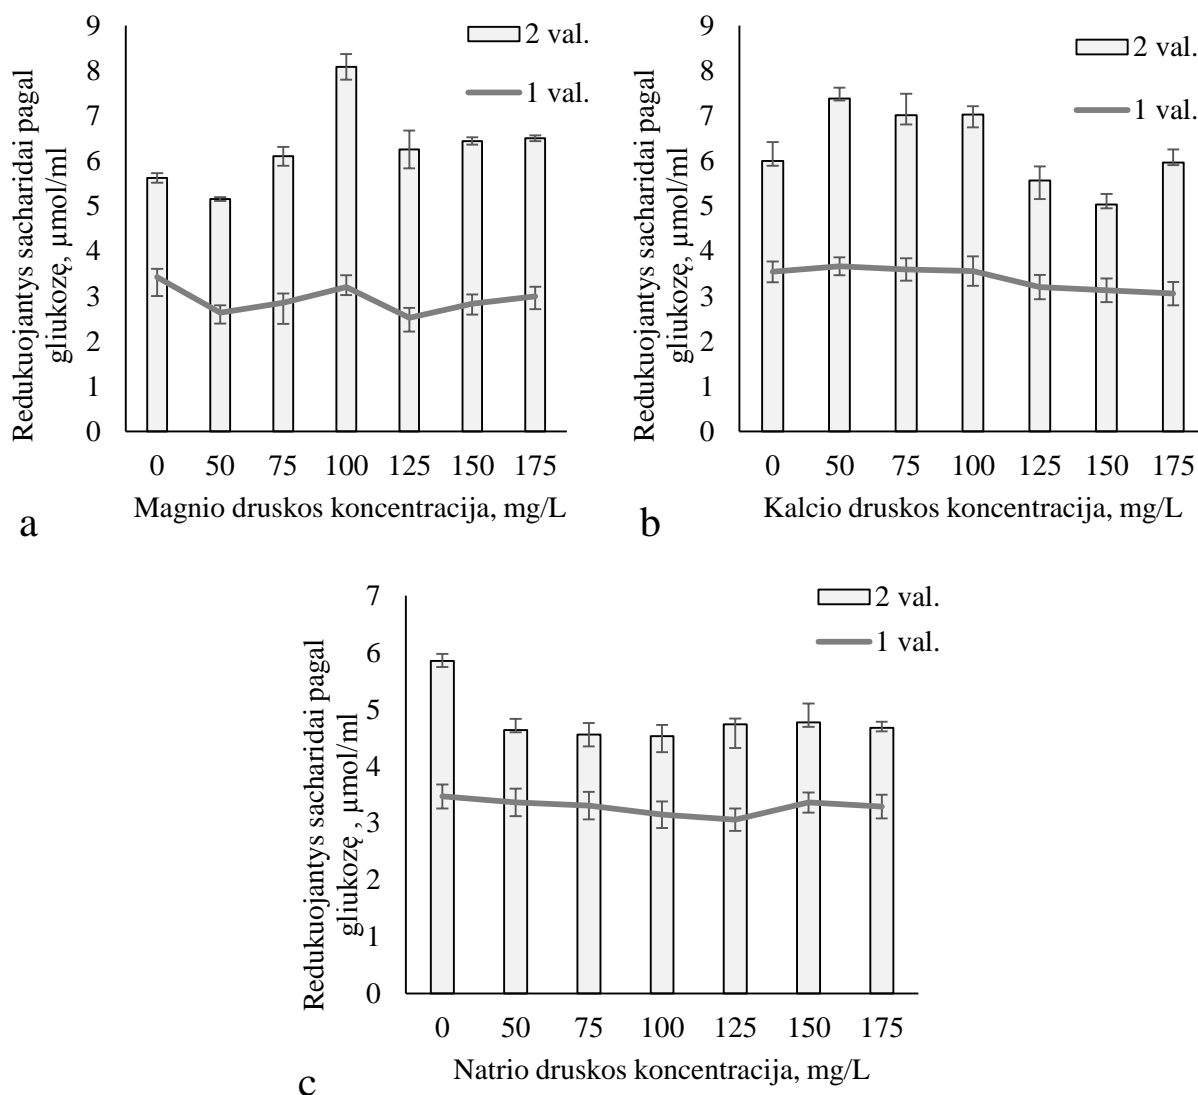 Redukuojantys sacharidai pagal
gliukozę, µmol/ml
9
8
7
6
5
4
3
2
1
0
2 val.
1 val.
0 50 75 100 125 150 175
Magnio druskos koncentracija, mg/L
a
Redukuojantys sacharidai pagal
gliukozę, µmol/ml
9
8
7
6
5
4
3
2
1
0
2 val.
1 val.
0 50 75 100 125 150 175
Kalcio druskos koncentracija, mg/L
b
Redukuojantys sacharidai pagal
gliukozę , µmol/ml
7
6
5
4
3
2
1
0
2 val.
1 val.
0 50 75 100 125 150 175
Natrio druskos koncentracija, mg/L
c